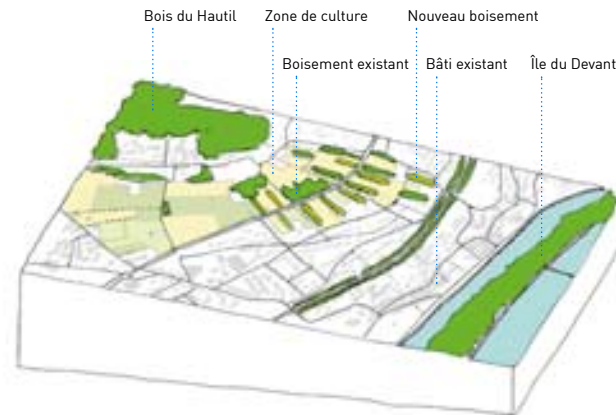 Bois du Hautil
Zone de culture
Nouveau boisement
Boisement existant
Bâti existant
Île du Devant